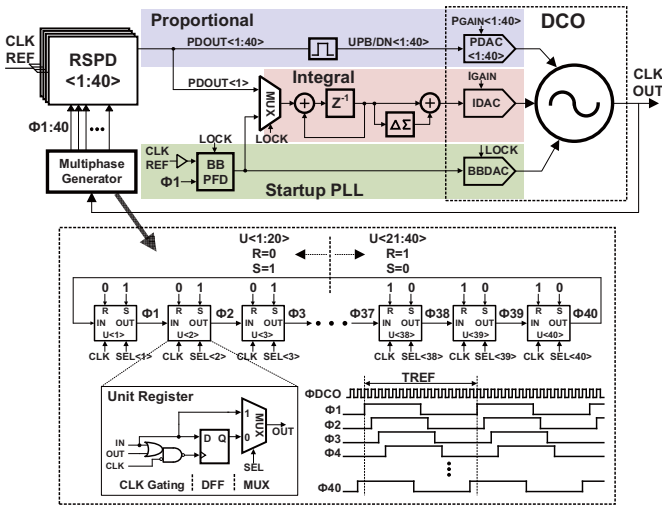 Proportional
DCO
CLK
REF
RSPD
<1:40>
PDOUT<1:40>
UPB/DN<1:40>
PGAIN<1:40>
PDAC
<1:40>
PDOUT<1>
Integral
MUX
LOCK
Z-1
ΔΣ
IGAIN
IDAC
CLK
OUT
Φ1:40
Multiphase
Generator
CLK
REF
Φ1
LOCK
BB
PFD
LOCK
BBDAC
Startup PLL
U<1:20>
R=0
S=1
U<21:40>
R=1
S=0
0 1 0 1 0 1 1 0 1 0 1 0
R S R S R S R S R S R S
IN OUT Φ1 IN OUT Φ2 IN OUT Φ3 Φ37 IN OUT Φ38 IN OUT Φ39 IN OUT Φ40
U<1> U<2> U<3> U<38> U<39> U<40>
CLK SEL<1> CLK SEL<2> CLK SEL<3> CLK SEL<38> CLK SEL<39> CLK SEL<40>
Unit Register
IN
OUT
CLK
D Q
1
0
MUX
OUT
SEL
CLK Gating DFF MUX
TREF
ΦDCO
Φ1
Φ2
Φ3
Φ4
Φ40